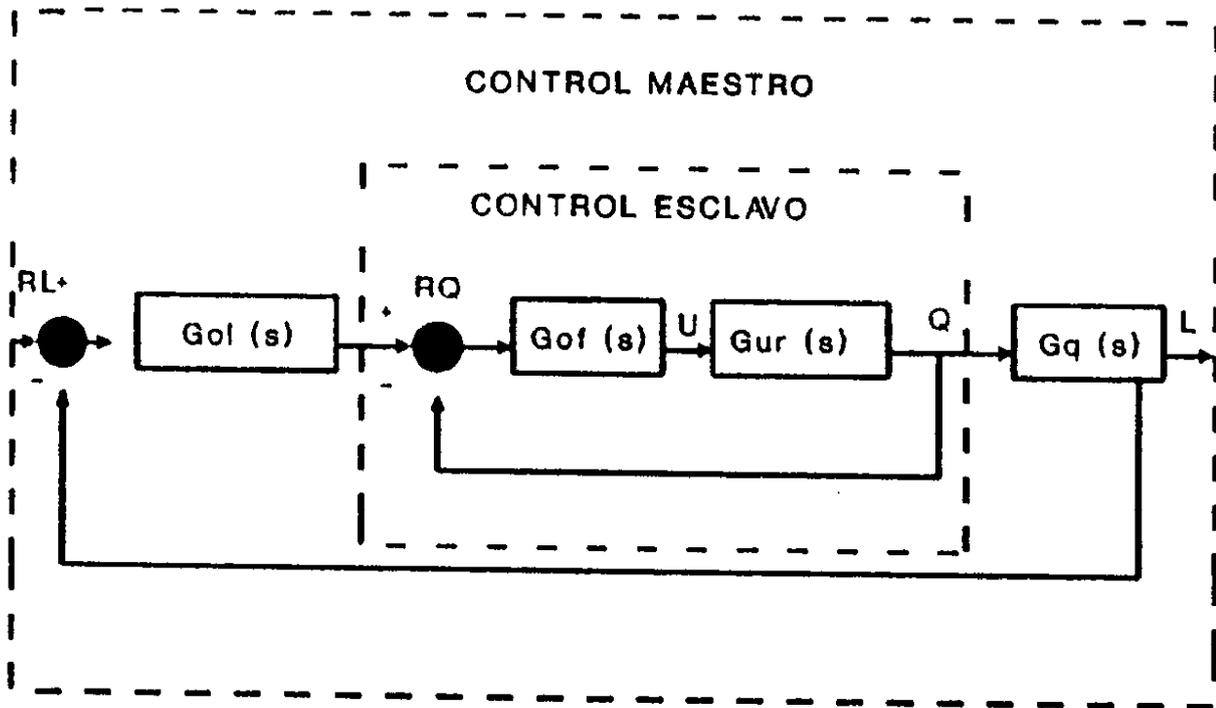 CONTROL MAESTRO
CONTROL ESCLAVO
RL+
-
Gol (s)
RQ
+
-
Gof (s)
U
Gur (s)
Q
Gq (s)
L